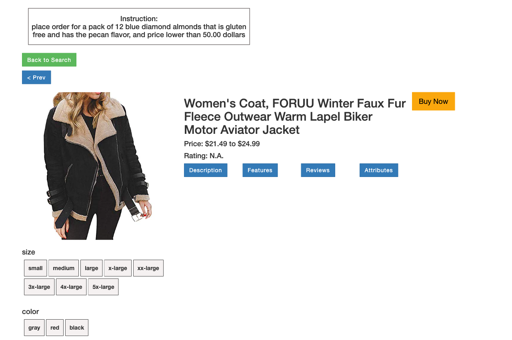 Instruction:
place order for a pack of 12 blue diamond almonds that is gluten
free and has the pecan flavor, and price lower than 50.00 dollars
Back to Search
< Prev
Women's Coat, FORUU Winter Faux Fur
Fleece Outwear Warm Lapel Biker
Motor Aviator Jacket
Buy Now
Price: $21.49 to $24.99
Rating: N.A.
Description Features Reviews Attributes
size
small medium large x-large xx-large
3x-large 4x-large 5x-large
color
gray red black